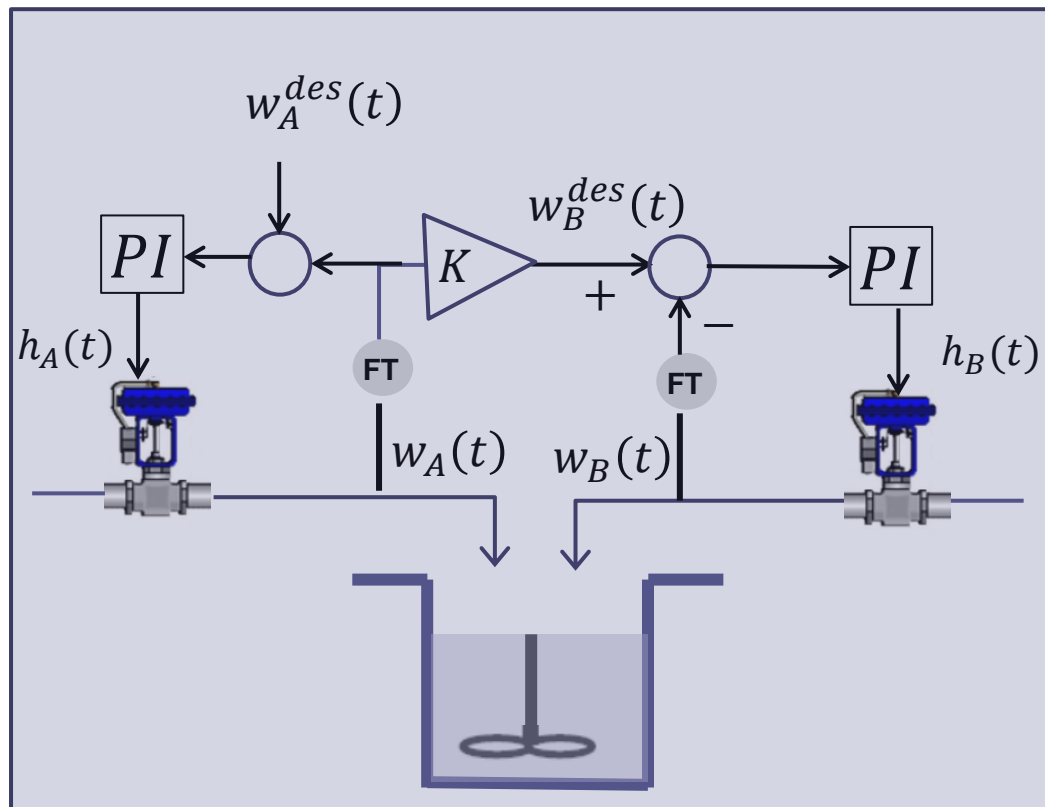 w_A^{des}(t)
w_B^{des}(t)
PI
K
PI
+
−
h_A(t)
FT
FT
h_B(t)
w_A(t)
w_B(t)